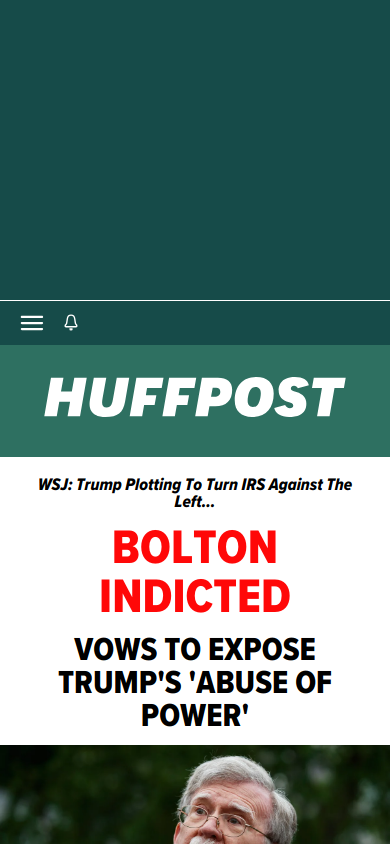 HUFFPOST
WSJ: Trump Plotting To Turn IRS Against The
Left...
BOLTON
INDICTED
VOWS TO EXPOSE
TRUMP'S 'ABUSE OF
POWER'